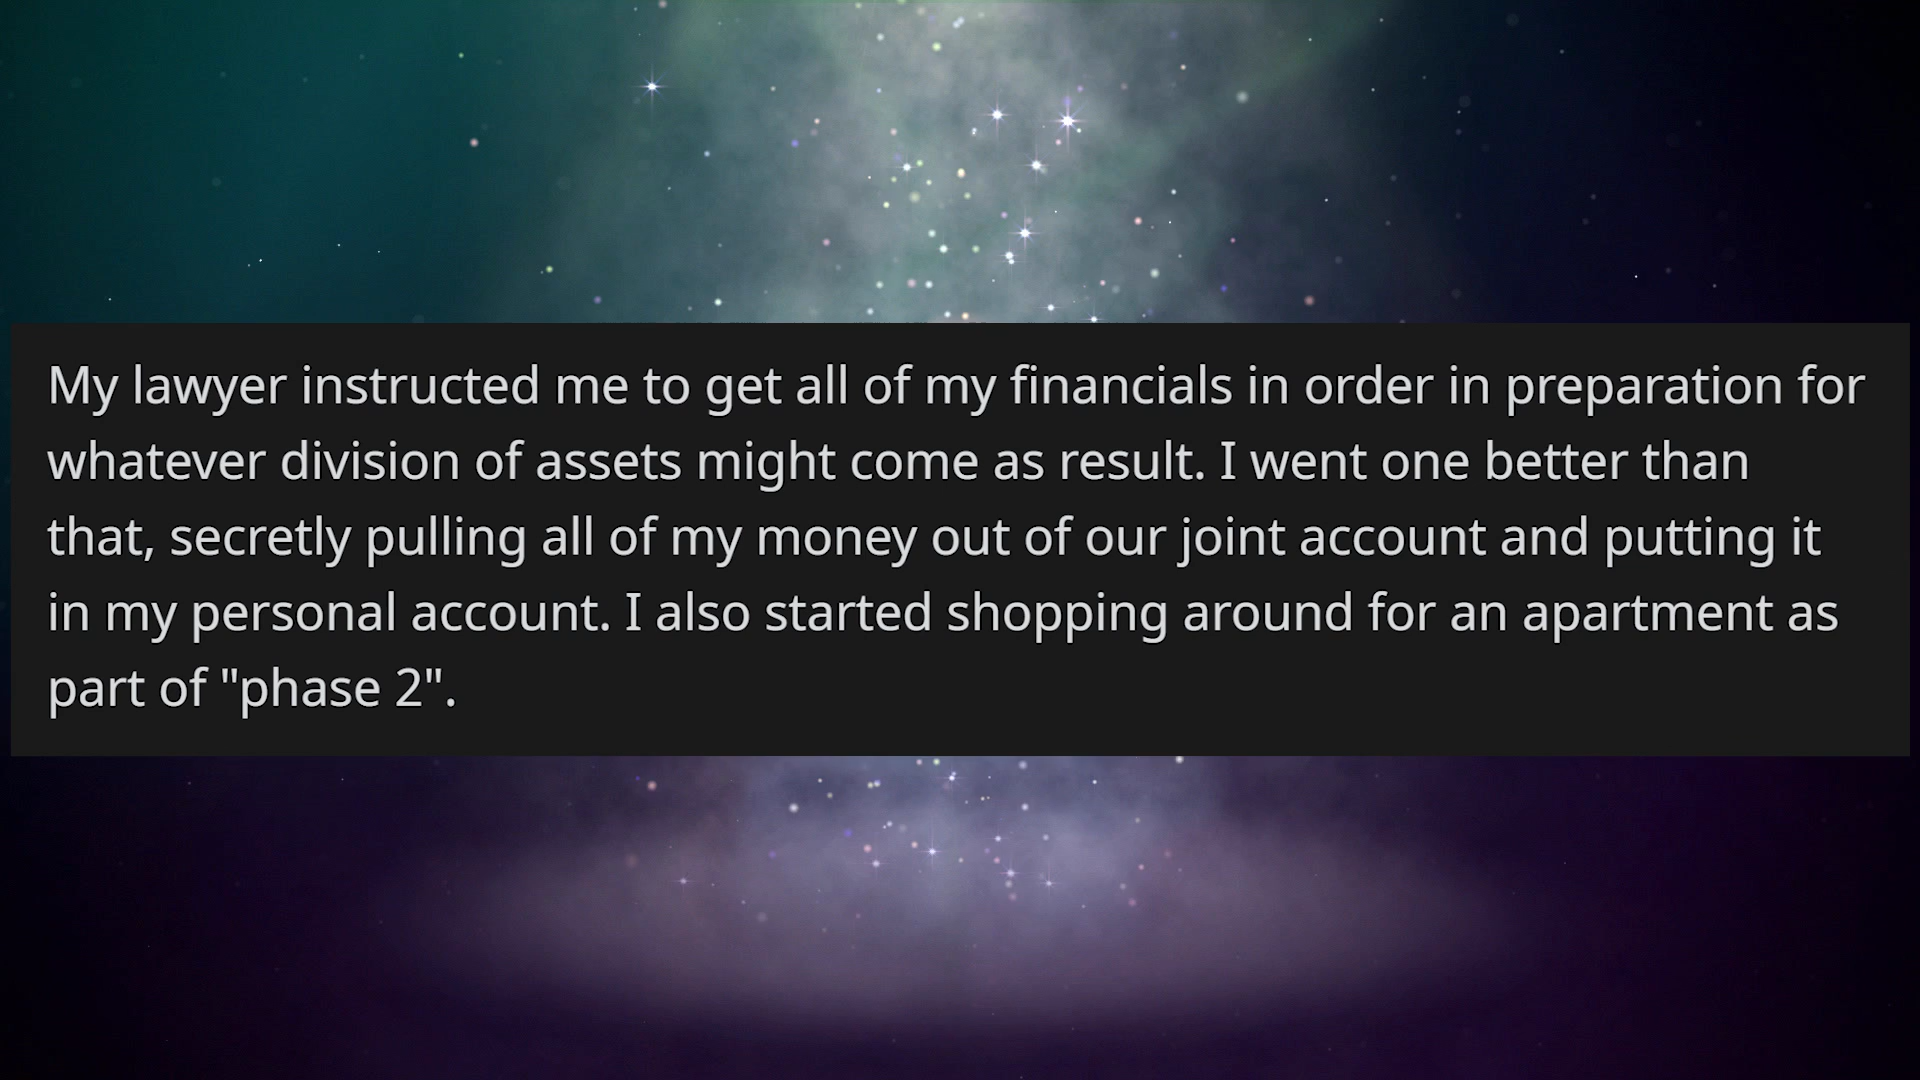 My lawyer instructed me to get all of my financials in order in preparation for
whatever division of assets might come as result. I went one better than
that, secretly pulling all of my money out of our joint account and putting it
in my personal account. I also started shopping around for an apartment as
part of "phase 2".